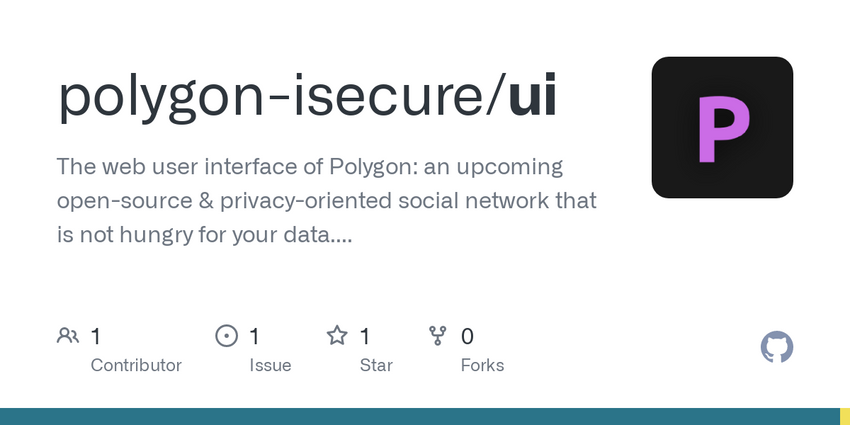 polygon-isecure/ui
P
The web user interface of Polygon: an upcoming
open-source & privacy-oriented social network that
is not hungry for your data....
1 1 1 0
Contributor Issue Star Forks